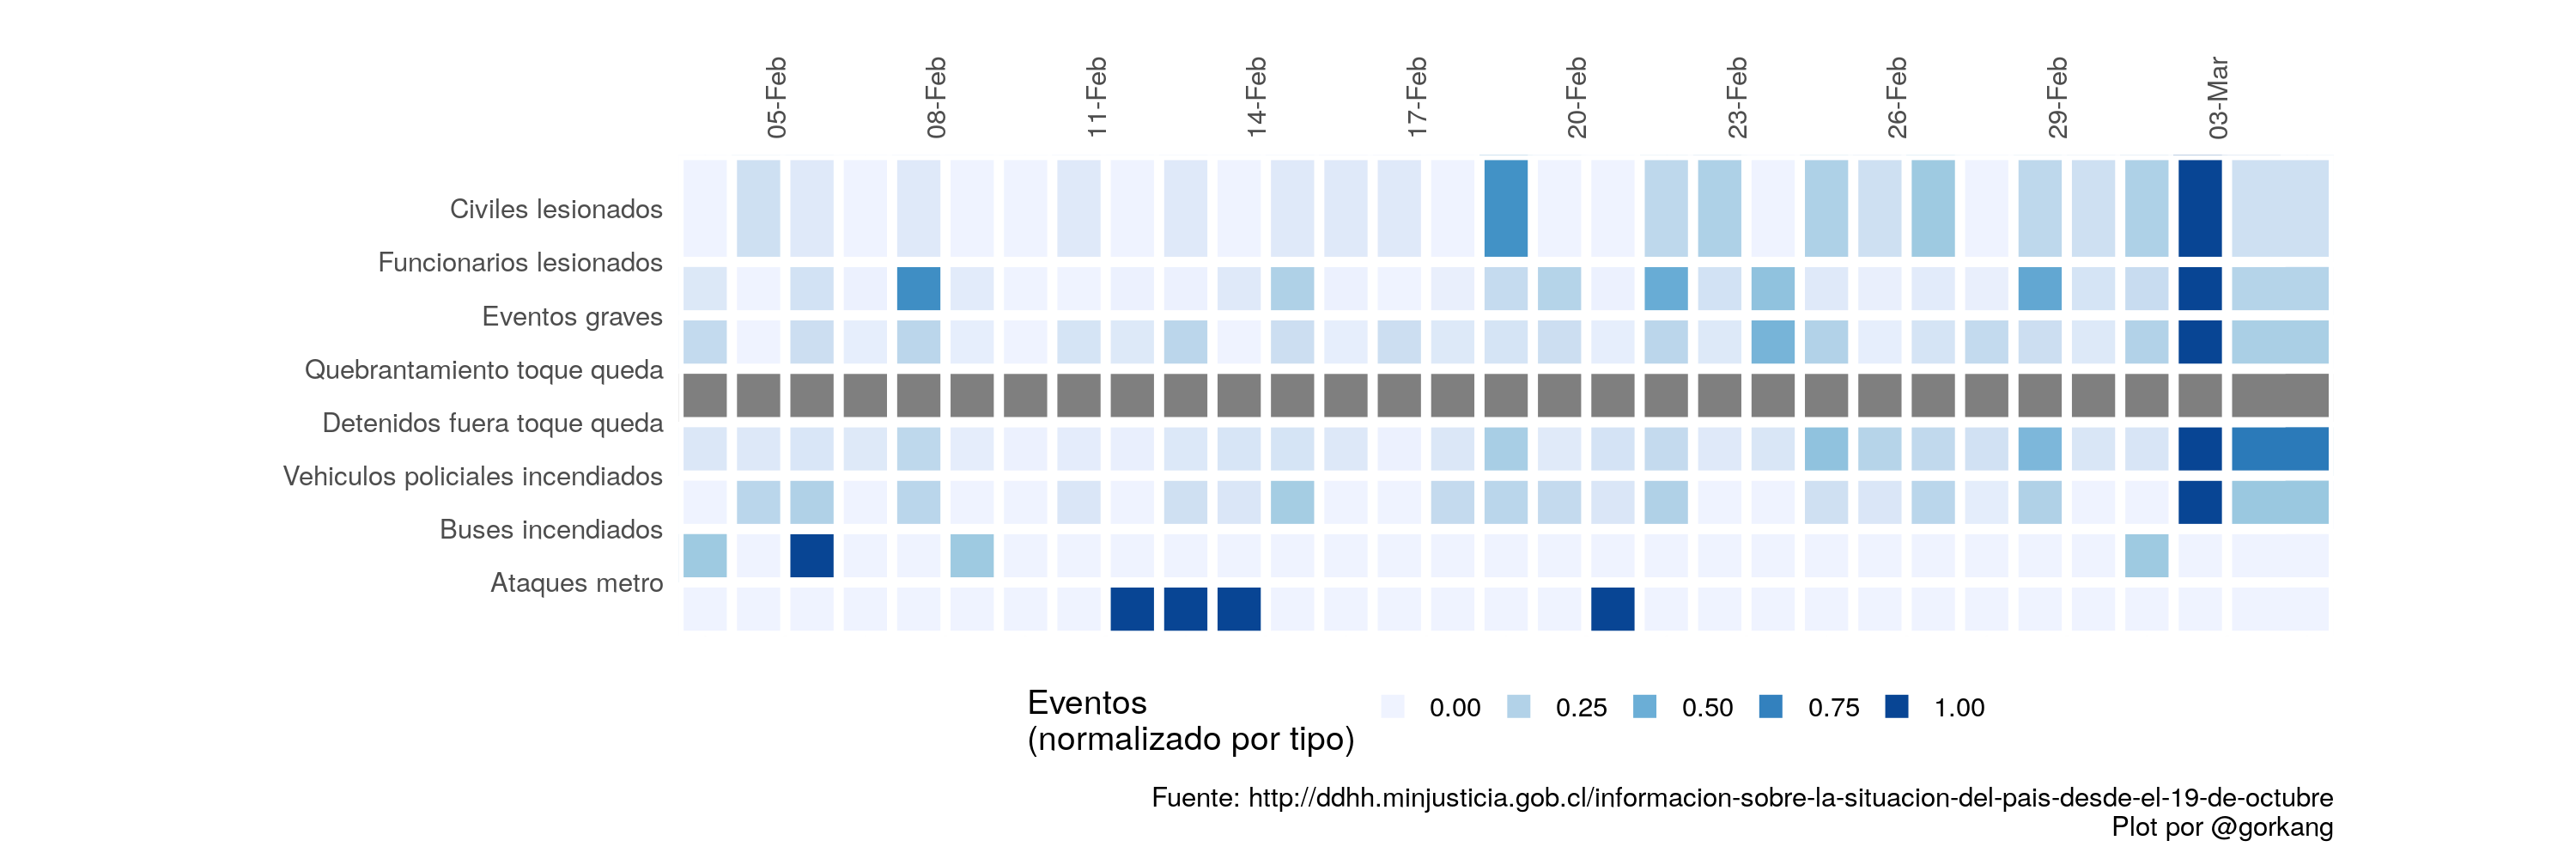 05-Feb
08-Feb
11-Feb
14-Feb
17-Feb
20-Feb
23-Feb
26-Feb
29-Feb
03-Mar
Civiles lesionados
Funcionarios lesionados
Eventos graves
Quebrantamiento toque queda
Detenidos fuera toque queda
Vehiculos policiales incendiados
Buses incendiados
Ataques metro
Eventos
(normalizado por tipo)
0.00 0.25 0.50 0.75 1.00
Fuente: http://ddhh.minjusticia.gob.cl/informacion-sobre-la-situacion-del-pais-desde-el-19-de-octubre
Plot por @gorkang